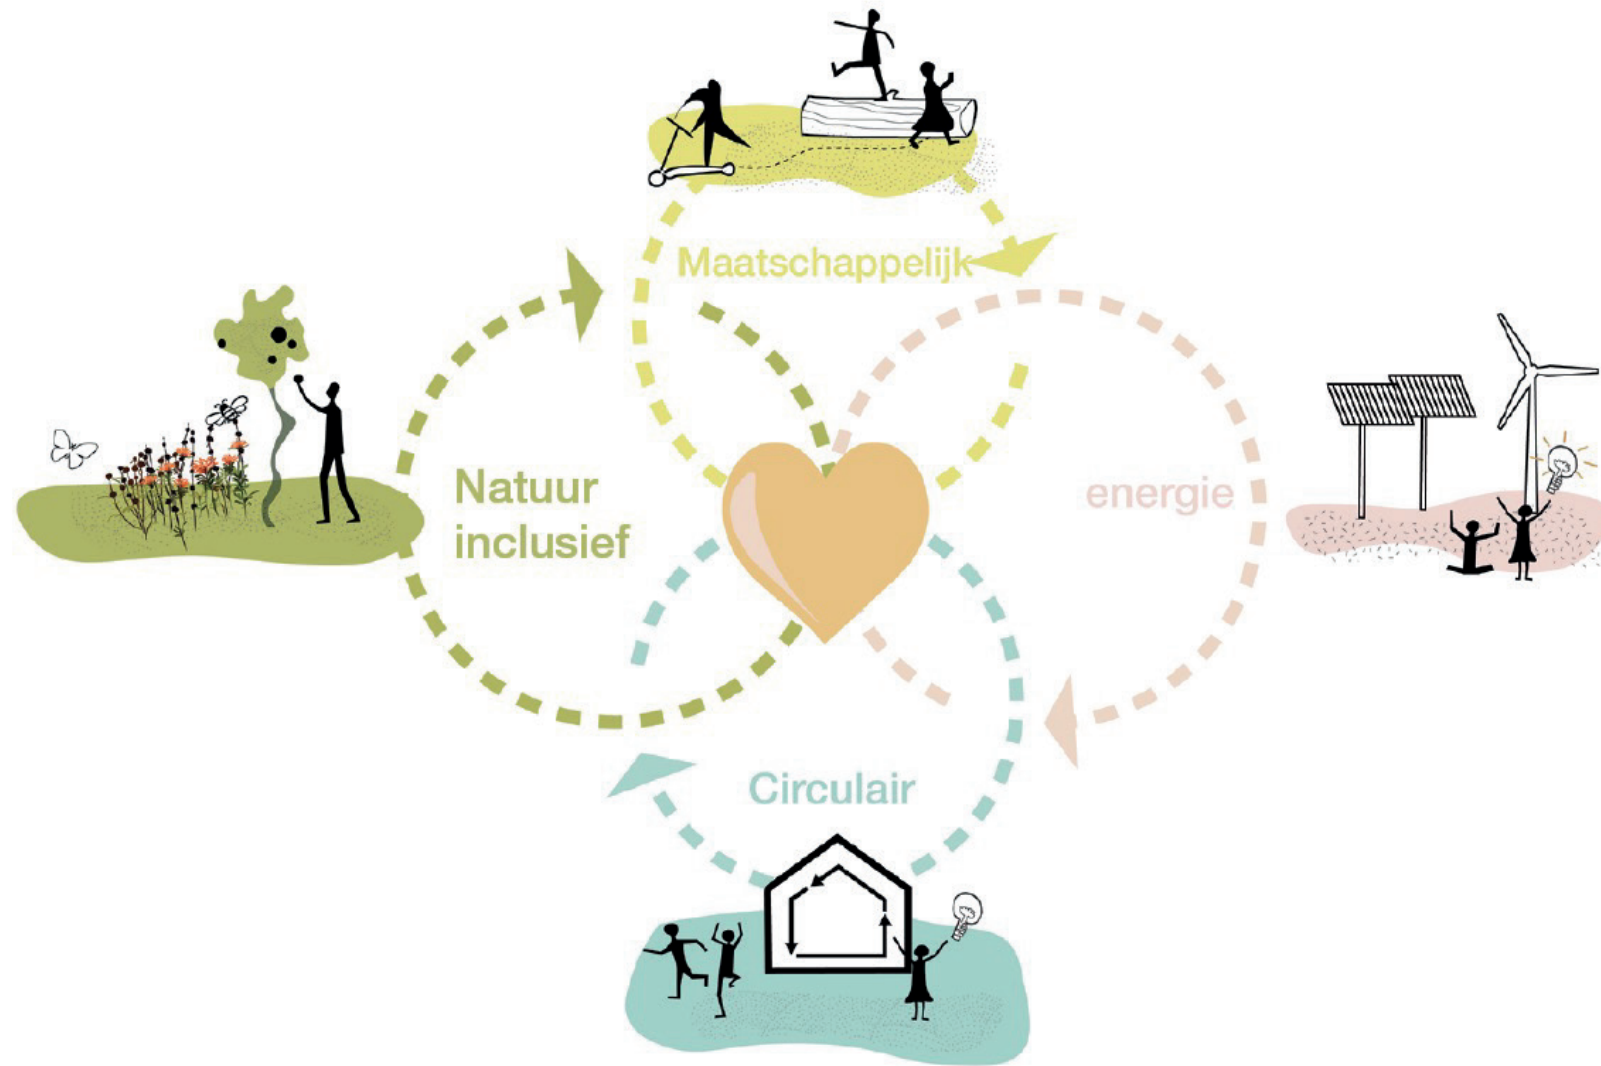 Maatschappelijk
Natuur
inclusief
energie
Circulair